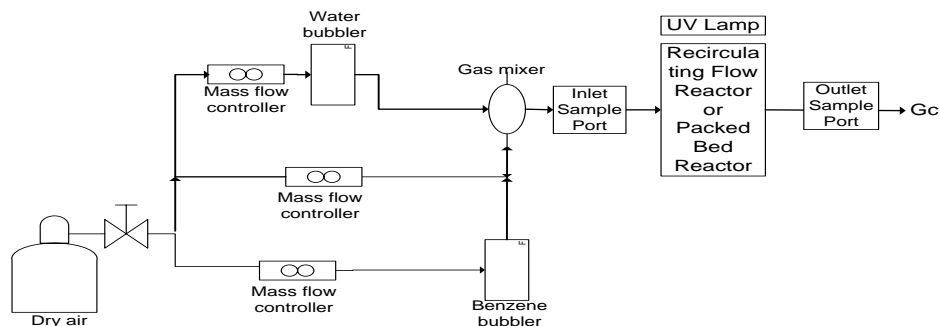 Water
bubbler
F
Mass flow
controller
Gas mixer
UV Lamp
Recircula
ting Flow
Reactor
or
Packed
Bed
Reactor
Inlet
Sample
Port
Outlet
Sample
Port
Gc
Mass flow
controller
F
Mass flow
controller
Benzene
bubbler
Dry air